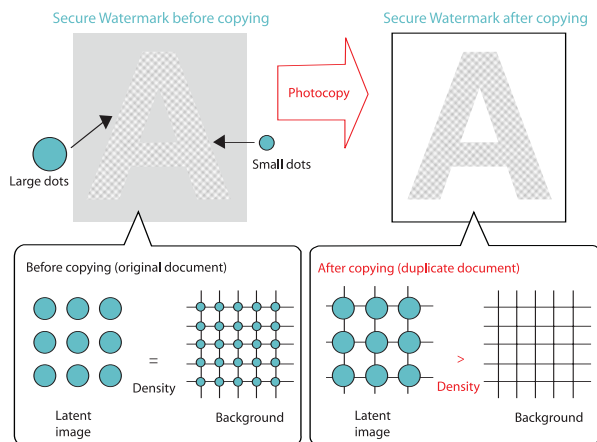 Secure Watermark before copying
Secure Watermark after copying
A
Photocopy
A
Large dots
Small dots
Before copying (original document)
=
Density
Latent
image
Background
After copying (duplicate document)
>
Density
Latent
image
Background